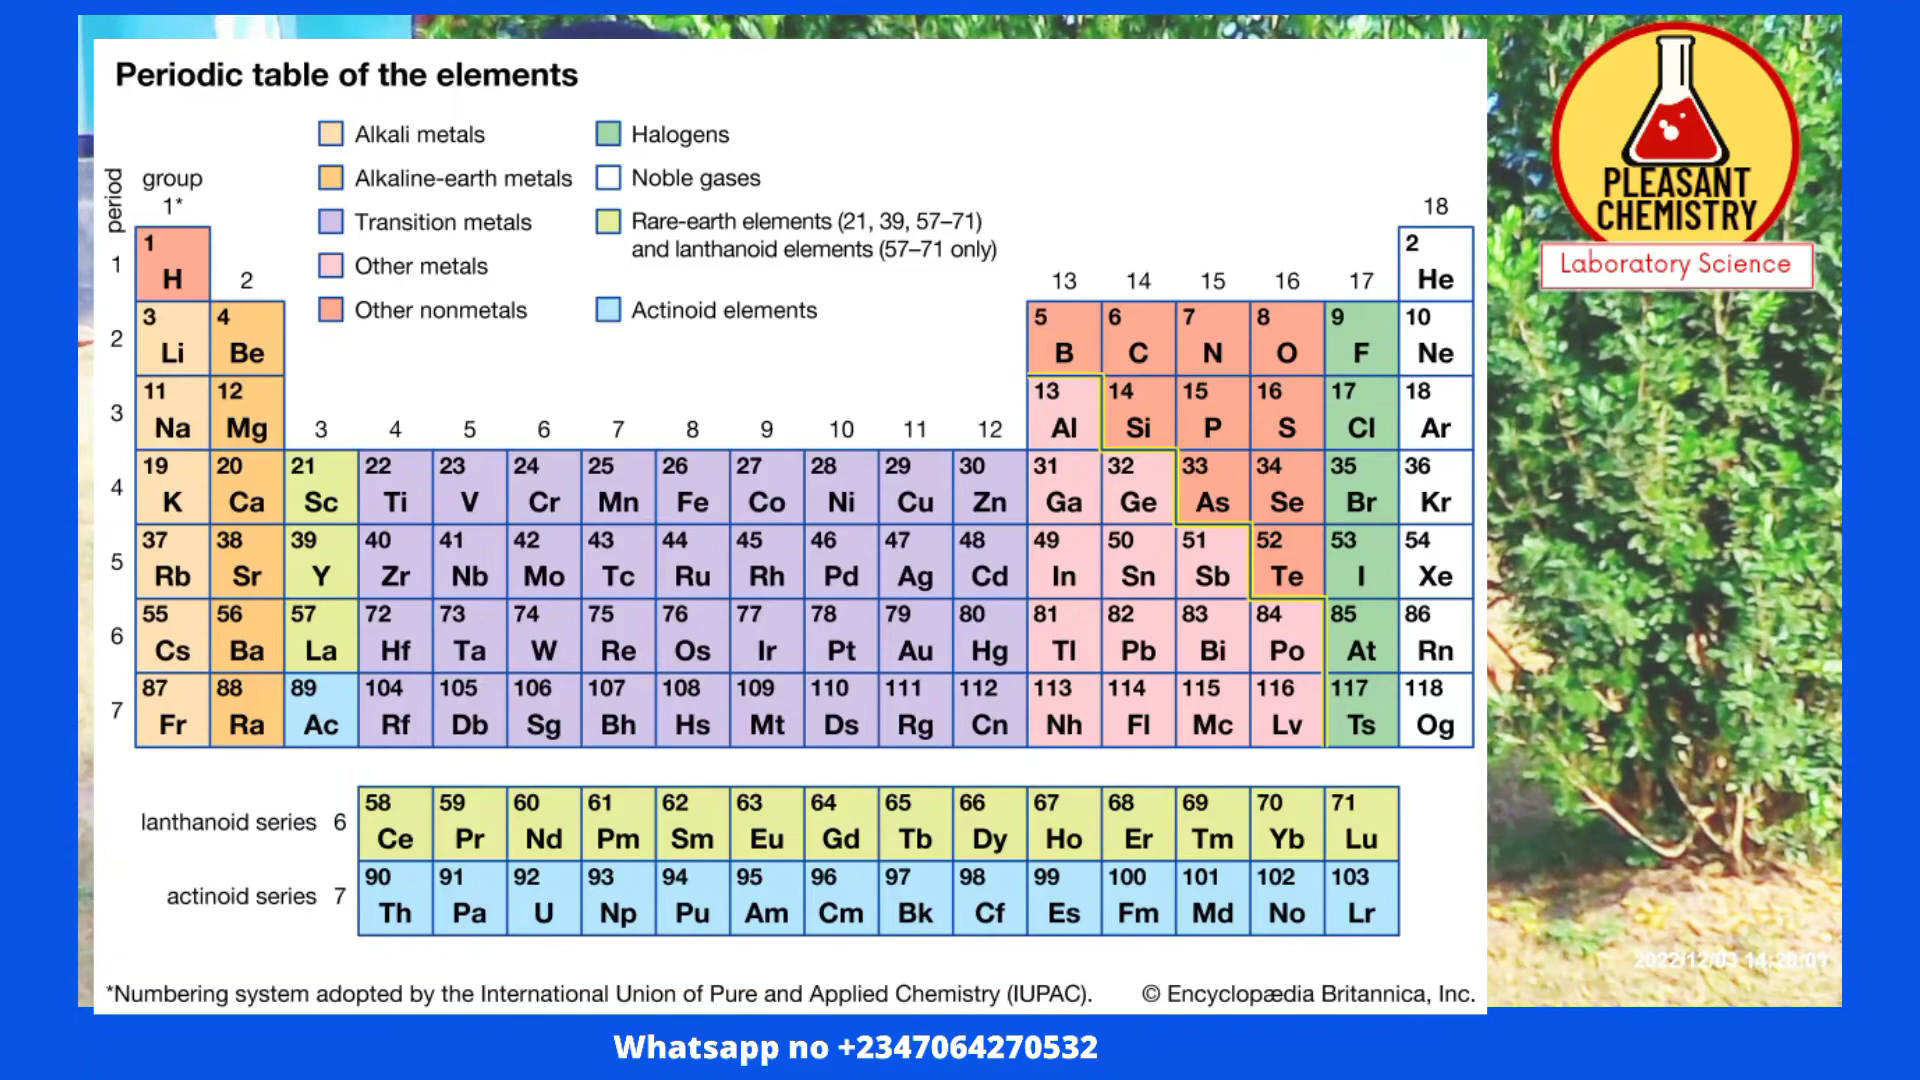 Periodic table of the elements
Alkali metals
Alkaline-earth metals
Transition metals
Other metals
Other nonmetals
Halogens
Noble gases
Rare-earth elements (21, 39, 57–71)
and lanthanoid elements (57–71 only)
Actinoid elements
period
group
1* 2 3 4 5 6 7 8 9 10 11 12 13 14 15 16 17 18
1
1 2
H He
2
3 4 5 6 7 8 9 10
Li Be B C N O F Ne
3
11 12 13 14 15 16 17 18
Na Mg Al Si P S Cl Ar
4
19 20 21 22 23 24 25 26 27 28 29 30 31 32 33 34 35 36
K Ca Sc Ti V Cr Mn Fe Co Ni Cu Zn Ga Ge As Se Br Kr
5
37 38 39 40 41 42 43 44 45 46 47 48 49 50 51 52 53 54
Rb Sr Y Zr Nb Mo Tc Ru Rh Pd Ag Cd In Sn Sb Te I Xe
6
55 56 57 72 73 74 75 76 77 78 79 80 81 82 83 84 85 86
Cs Ba La Hf Ta W Re Os Ir Pt Au Hg Tl Pb Bi Po At Rn
7
87 88 89 104 105 106 107 108 109 110 111 112 113 114 115 116 117 118
Fr Ra Ac Rf Db Sg Bh Hs Mt Ds Rg Cn Nh Fl Mc Lv Ts Og
lanthanoid series 6
58 59 60 61 62 63 64 65 66 67 68 69 70 71
Ce Pr Nd Pm Sm Eu Gd Tb Dy Ho Er Tm Yb Lu
actinoid series 7
90 91 92 93 94 95 96 97 98 99 100 101 102 103
Th Pa U Np Pu Am Cm Bk Cf Es Fm Md No Lr
*Numbering system adopted by the International Union of Pure and Applied Chemistry (IUPAC).
© Encyclopædia Britannica, Inc.
PLEASANT
CHEMISTRY
Laboratory Science
2022/12/03
Whatsapp no +2347064270532